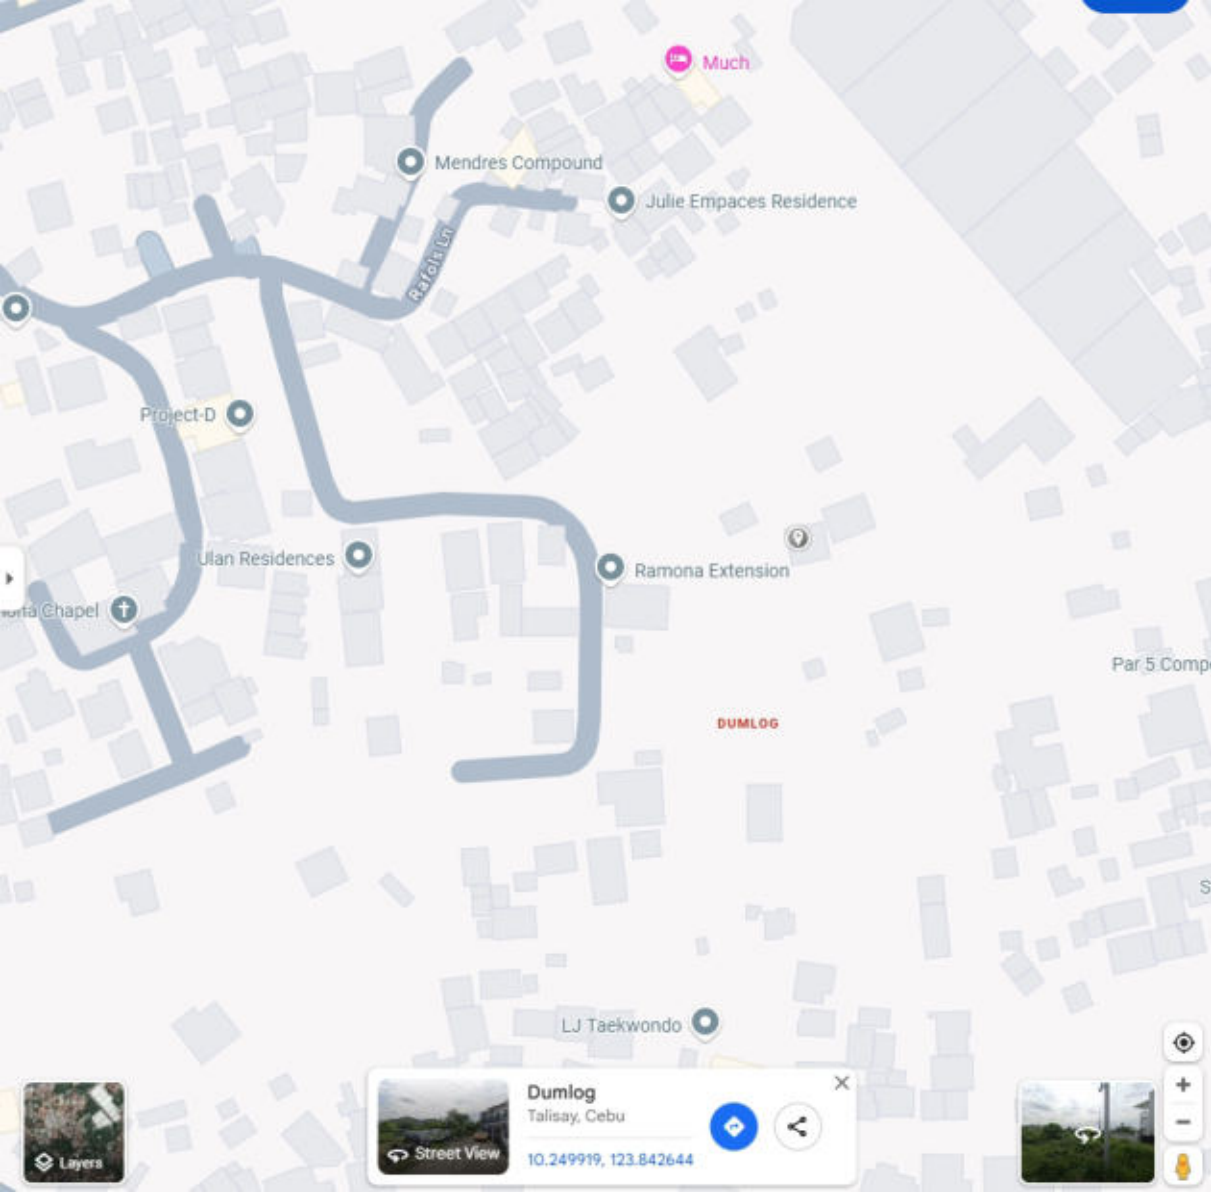 Much
Mendres Compound
Julie Empaces Residence
Rafols Ln
Project-D
Ulan Residences
Ramona Extension
Chapel
Par 5
DUMLOG
LJ Taekwondo
Dumlog
Talisay, Cebu
10.249919, 123.842644
Street View
Layers